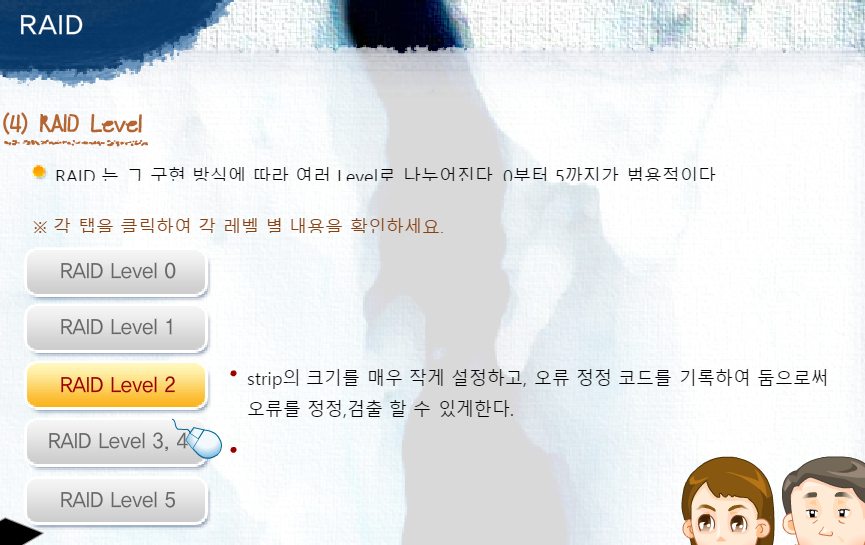 RAID
(4) RAID Level
RAID 는 그 구현 방식에 따라 여러 Level로 나누어진다. 0부터 5까지가 범용적이다
※ 각 탭을 클릭하여 각 레벨 별 내용을 확인하세요.
RAID Level 0
RAID Level 1
RAID Level 2
strip의 크기를 매우 작게 설정하고, 오류 정정 코드를 기록하여 둠으로써
오류를 정정,검출 할 수 있게한다.
RAID Level 3, 4
RAID Level 5